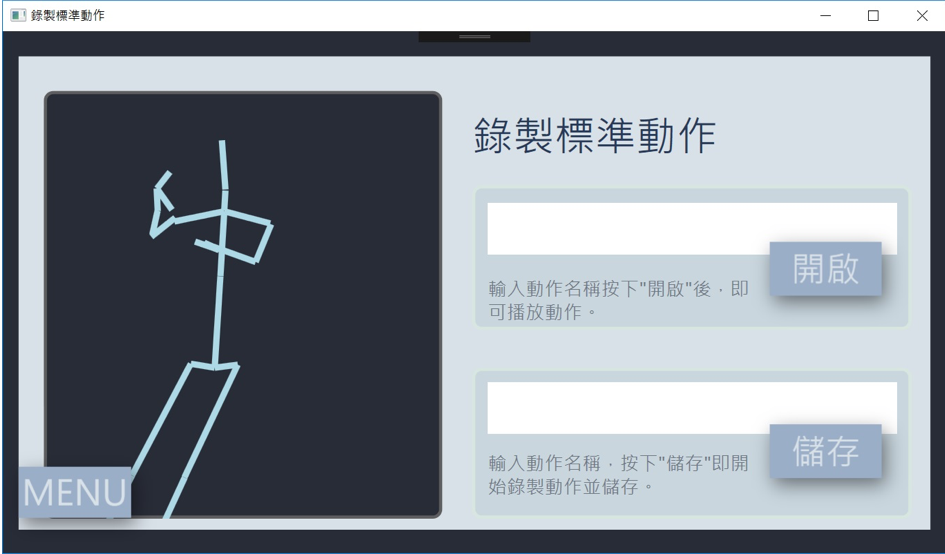 錄製標準動作
錄製標準動作
開啟
輸入動作名稱按下"開啟"後，即
可播放動作。
儲存
輸入動作名稱，按下"儲存"即開
始錄製動作並儲存。
MENU